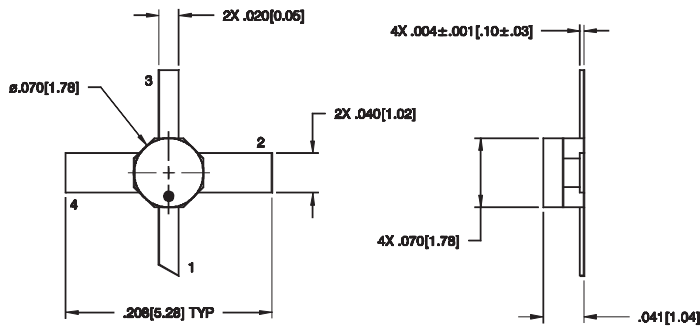 2X .020[0.05]
4X .004±.001[.10±.03]
3
ø.070[1.78]
2X .040[1.02]
2
4
4X .070[1.78]
1
.208[5.28] TYP
.041[1.04]